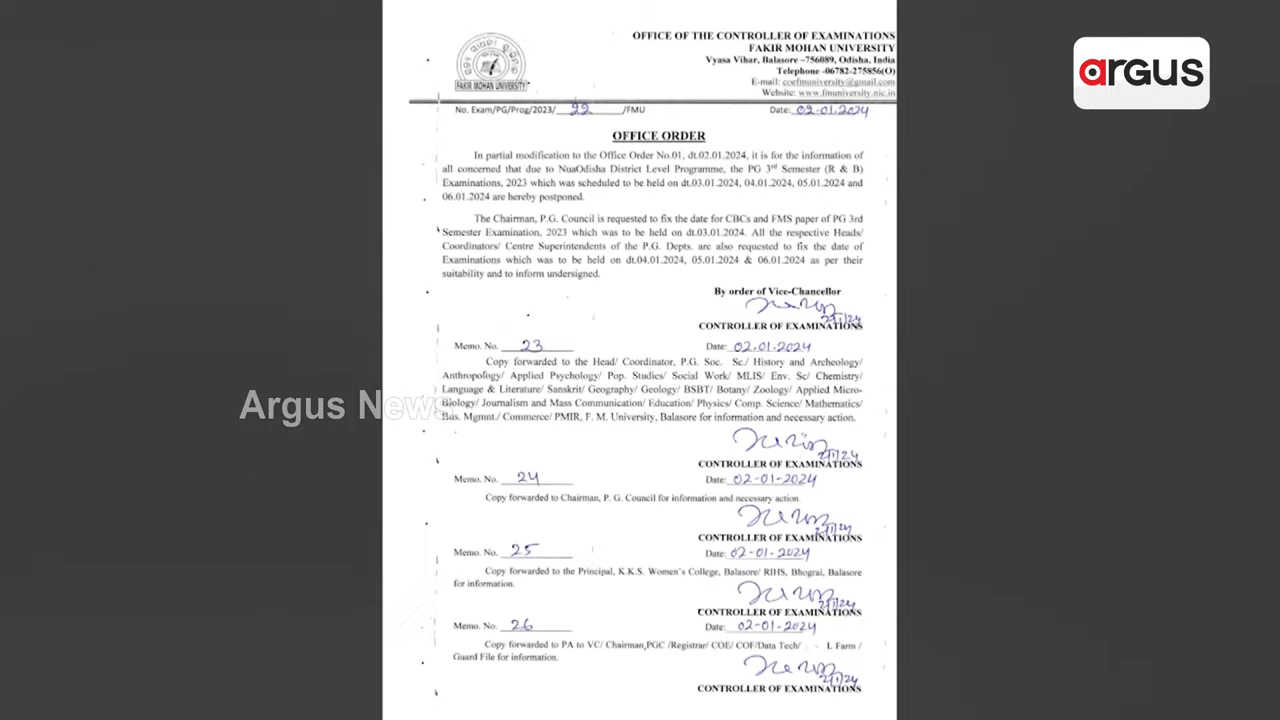 OFFICE OF THE CONTROLLER OF EXAMINATIONS
FAKIR MOHAN UNIVERSITY
Vyasa Vihar, Balasore –756089, Odisha, India
Telephone -06782-275856(O)
E-mail: coefmuniversity@gmail.com
Website: www.fmuniversity.nic.in
FAKIR MOHAN UNIVERSITY
argus
No. Exam/PG/Prog/2023/ 22 /FMU Date: 02-01-2024
OFFICE ORDER
In partial modification to the Office Order No.01, dt.02.01.2024, it is for the information of
all concerned that due to NuaOdisha District Level Programme, the PG 3rd Semester (R & B)
Examinations, 2023 which was scheduled to be held on dt.03.01.2024, 04.01.2024, 05.01.2024 and
06.01.2024 are hereby postponed.
The Chairman, P.G. Council is requested to fix the date for CBCs and FMS paper of PG 3rd
Semester Examination, 2023 which was to be held on dt.03.01.2024. All the respective Heads/
Coordinators/ Centre Superintendents of the P.G. Depts. are also requested to fix the date of
Examinations which was to be held on dt.04.01.2024, 05.01.2024 & 06.01.2024 as per their
suitability and to inform undersigned.
By order of Vice-Chancellor
2/1/24
CONTROLLER OF EXAMINATIONS
Memo. No. 23 Date: 02-01-2024
Copy forwarded to the Head/ Coordinator, P.G. Soc. Sc./ History and Archeology/
Anthropology/ Applied Psychology/ Pop. Studies/ Social Work/ MLIS/ Env. Sc/ Chemistry/
Language & Literature/ Sanskrit/ Geography/ Geology/ BSBT/ Botany/ Zoology/ Applied Micro-
Biology/ Journalism and Mass Communication/ Education/ Physics/ Comp. Science/ Mathematics/
Bus. Mgmnt./ Commerce/ PMIR, F. M. University, Balasore for information and necessary action.
Argus News
2/1/24
CONTROLLER OF EXAMINATIONS
Memo. No. 24 Date: 02-01-2024
Copy forwarded to Chairman, P. G. Council for information and necessary action.
2/1/24
CONTROLLER OF EXAMINATIONS
Memo. No. 25 Date: 02-01-2024
Copy forwarded to the Principal, K.K.S. Women's College, Balasore/ RIHS, Bhograi, Balasore
for information.
2/1/24
CONTROLLER OF EXAMINATIONS
Memo. No. 26 Date: 02-01-2024
Copy forwarded to PA to VC/ Chairman,PGC /Registrar/ COE/ COF/Data Tech/ L Farm /
Guard File for information.
2/1/24
CONTROLLER OF EXAMINATIONS